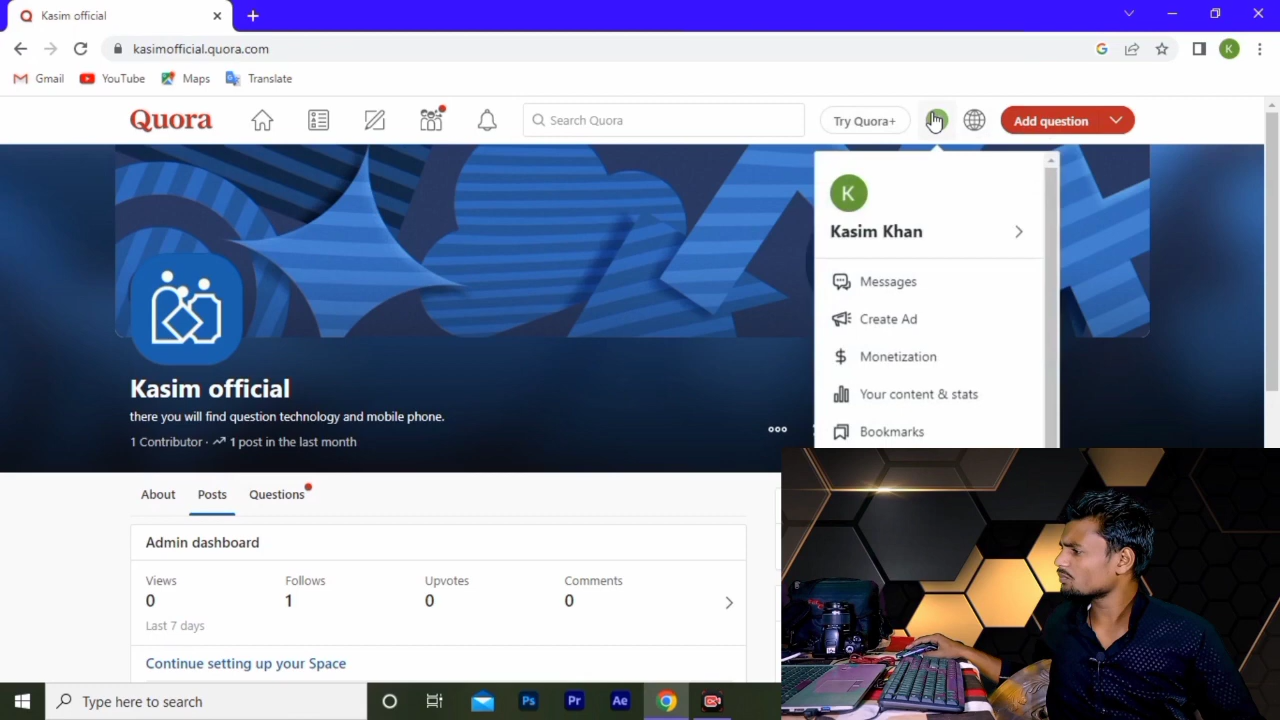 Kasim official
kasimofficial.quora.com
K
Gmail
YouTube
Maps
Translate
Quora
Search Quora
Try Quora+
Add question
K
Kasim Khan
Messages
Create Ad
Monetization
Your content & stats
Bookmarks
Kasim official
there you will find question technology and mobile phone.
1 Contributor · 1 post in the last month
About
Posts
Questions
Admin dashboard
Views
Follows
Upvotes
Comments
0
1
0
0
Last 7 days
Continue setting up your Space
Type here to search
Ps
Pr
Ae